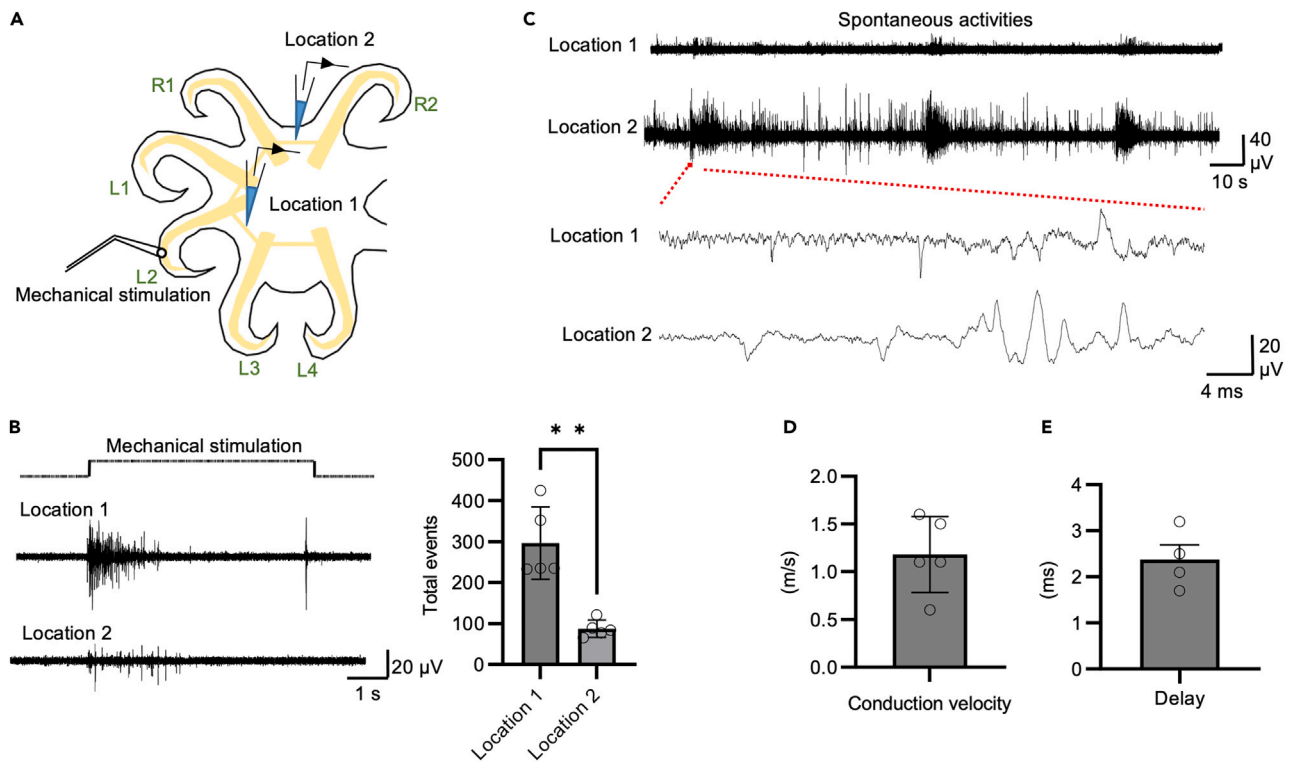 A
Location 2
R1
R2
L1
Location 1
L2
Mechanical stimulation
L3
L4
C
Spontaneous activities
Location 1
Location 2
40
µV
10 s
Location 1
Location 2
20
µV
4 ms
B
Mechanical stimulation
Location 1
Location 2
20 µV
1 s
* *
500
400
300
200
100
0
Total events
Location 1
Location 2
D
2.0
1.5
1.0
0.5
0.0
(m/s)
Conduction velocity
E
4
3
2
1
0
(ms)
Delay